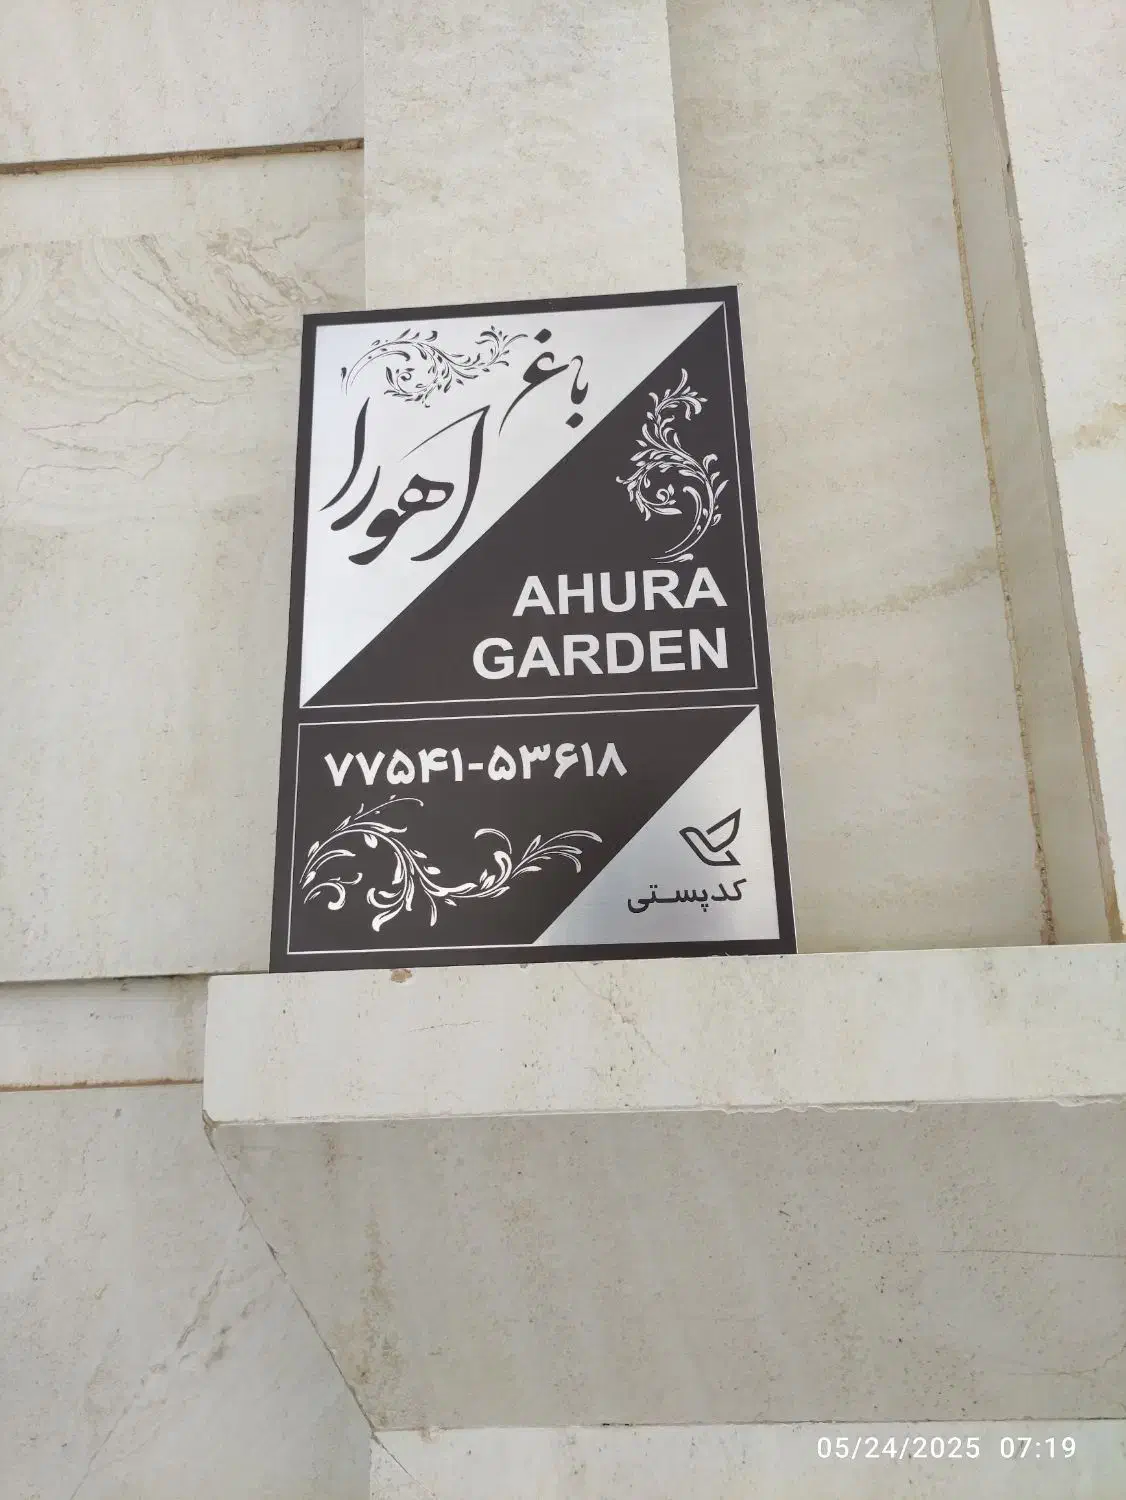 باغ
اهورا
AHURA
GARDEN
۷۷۵۴۱-۵۳۶۱۸
کدپستی
05/24/2025 07:19